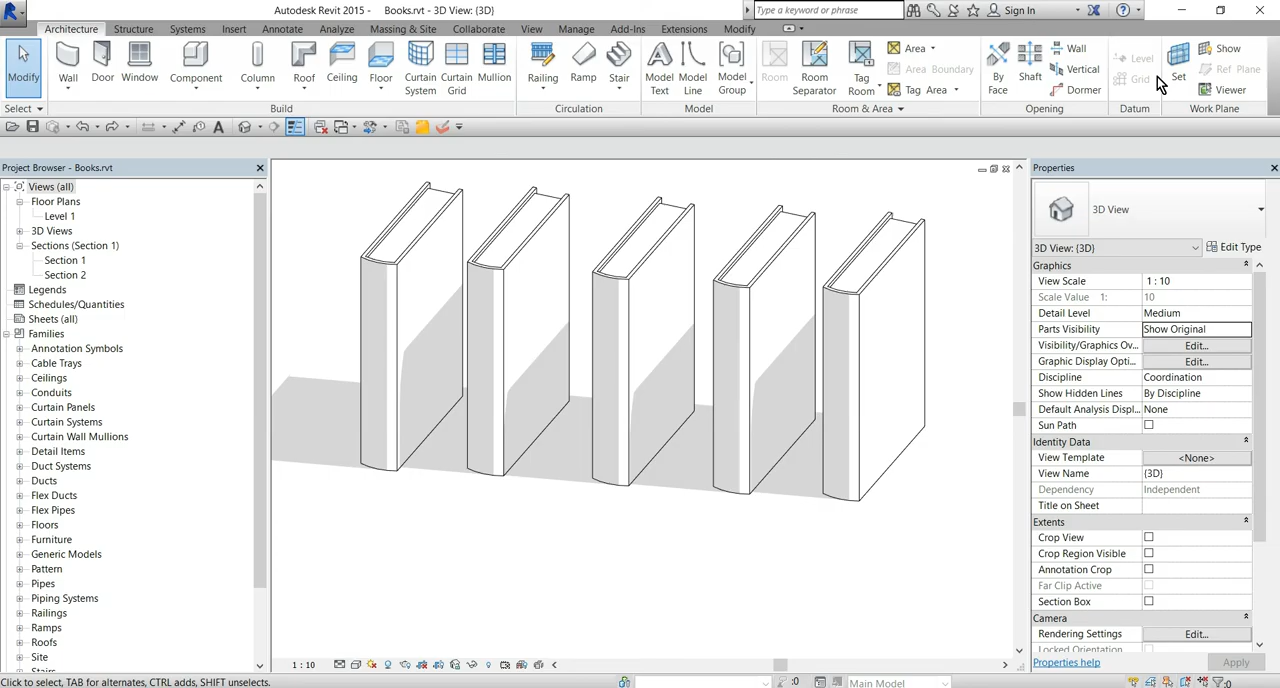 Autodesk Revit 2015 - Books.rvt - 3D View: {3D}
Type a keyword or phrase
Sign In
Architecture Structure Systems Insert Annotate Analyze Massing & Site Collaborate View Manage Add-Ins Extensions Modify
Modify
Wall
Door
Window
Component
Column
Roof
Ceiling
Floor
Curtain System
Curtain Grid
Mullion
Railing
Ramp
Stair
Model Text
Model Line
Model Group
Room
Room Separator
Tag Room
Area
Area Boundary
Tag Area
By Face
Shaft
Wall
Vertical
Dormer
Level
Grid
Set
Show
Ref Plane
Viewer
Select
Build
Circulation
Model
Room & Area
Opening
Datum
Work Plane
Project Browser - Books.rvt
Views (all)
Floor Plans
Level 1
3D Views
Sections (Section 1)
Section 1
Section 2
Legends
Schedules/Quantities
Sheets (all)
Families
Annotation Symbols
Cable Trays
Ceilings
Conduits
Curtain Panels
Curtain Systems
Curtain Wall Mullions
Detail Items
Duct Systems
Ducts
Flex Ducts
Flex Pipes
Floors
Furniture
Generic Models
Pattern
Pipes
Piping Systems
Railings
Ramps
Roofs
Site
Stairs
Properties
3D View
3D View: {3D}
Edit Type
Graphics
View Scale 1 : 10
Scale Value 1: 10
Detail Level Medium
Parts Visibility Show Original
Visibility/Graphics Ov... Edit...
Graphic Display Opti... Edit...
Discipline Coordination
Show Hidden Lines By Discipline
Default Analysis Displ... None
Sun Path
Identity Data
View Template <None>
View Name {3D}
Dependency Independent
Title on Sheet
Extents
Crop View
Crop Region Visible
Annotation Crop
Far Clip Active
Section Box
Camera
Rendering Settings Edit...
Locked Orientation
Properties help
Apply
1 : 10
Click to select, TAB for alternates, CTRL adds, SHIFT unselects.
:0
Main Model
:0